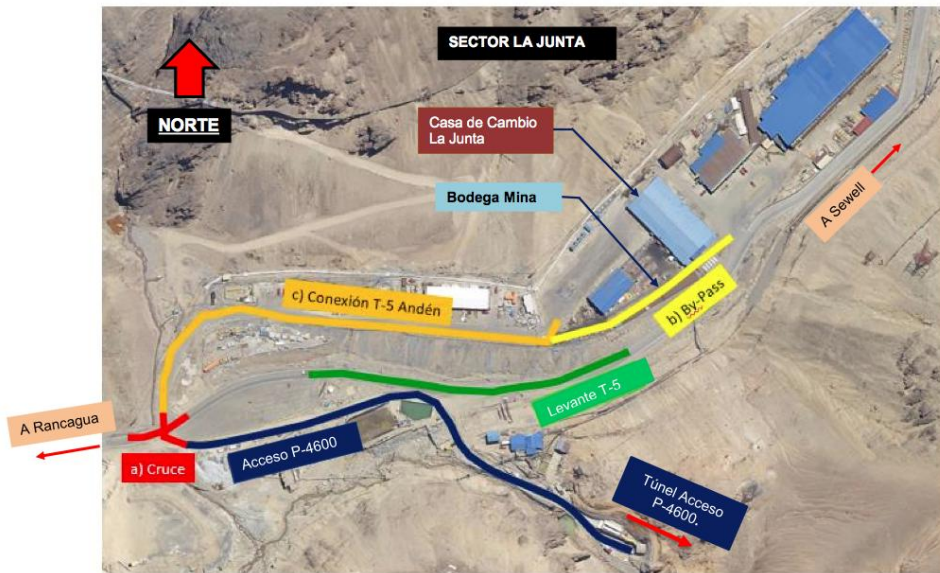 SECTOR LA JUNTA
NORTE
Casa de Cambio
La Junta
Bodega Mina
A Sewell
c) Conexión T-5 Andén
b) By-Pass
Levante T-5
A Rancagua
a) Cruce
Acceso P-4600
Túnel Acceso
P-4600.